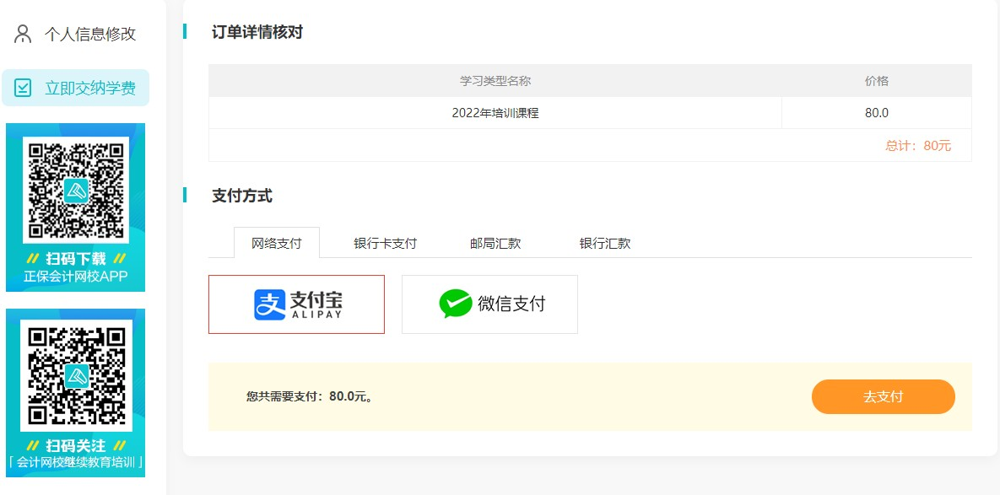 个人信息修改
立即交纳学费
扫码下载
正保会计网校APP
扫码关注
「 会计网校继续教育培训 」
订单详情核对
学习类型名称 价格
2022年培训课程 80.0
总计：80元
支付方式
网络支付 银行卡支付 邮局汇款 银行汇款
支付宝
ALIPAY
微信支付
您共需要支付：80.0元。
去支付